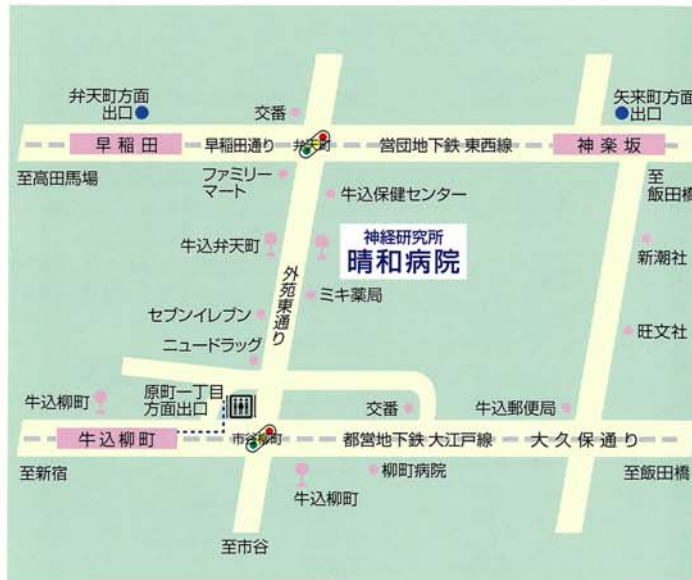 弁天町方面
出口
交番
矢来町方面
出口
早稲田
早稲田通り
弁天町
営団地下鉄 東西線
神楽坂
至高田馬場
ファミリー
マート
至
飯田橋
牛込保健センター
牛込弁天町
神経研究所
晴和病院
新潮社
外苑東通り
ミキ薬局
セブンイレブン
旺文社
ニュードラッグ
牛込柳町
原町一丁目
方面出口
交番
牛込郵便局
牛込柳町
市谷柳町
都営地下鉄 大江戸線
大久保通り
至新宿
牛込柳町
柳町病院
至飯田橋
至市谷